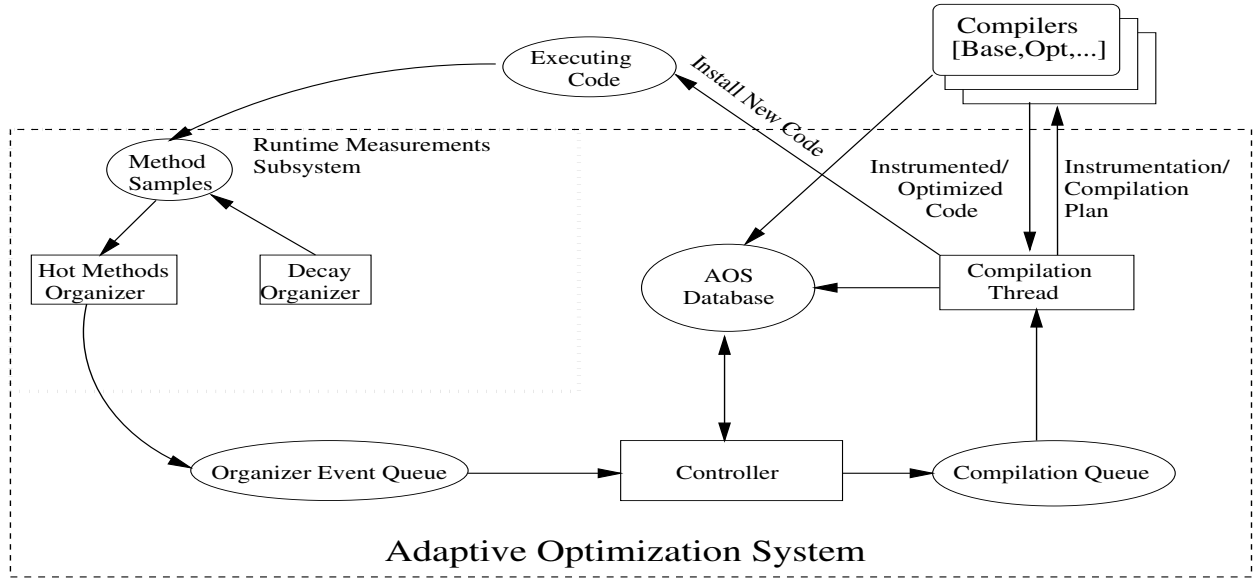 Compilers
[Base,Opt,...]
Executing
Code
Install New Code
Runtime Measurements
Subsystem
Method
Samples
Instrumented/
Optimized
Code
Instrumentation/
Compilation
Plan
Hot Methods
Organizer
Decay
Organizer
AOS
Database
Compilation
Thread
Organizer Event Queue
Controller
Compilation Queue
Adaptive Optimization System